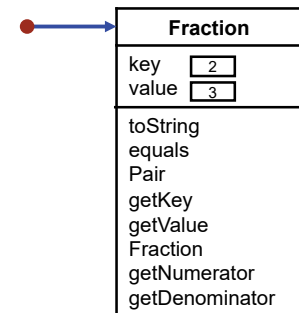 Fraction
key 2
value 3
toString
equals
Pair
getKey
getValue
Fraction
getNumerator
getDenominator